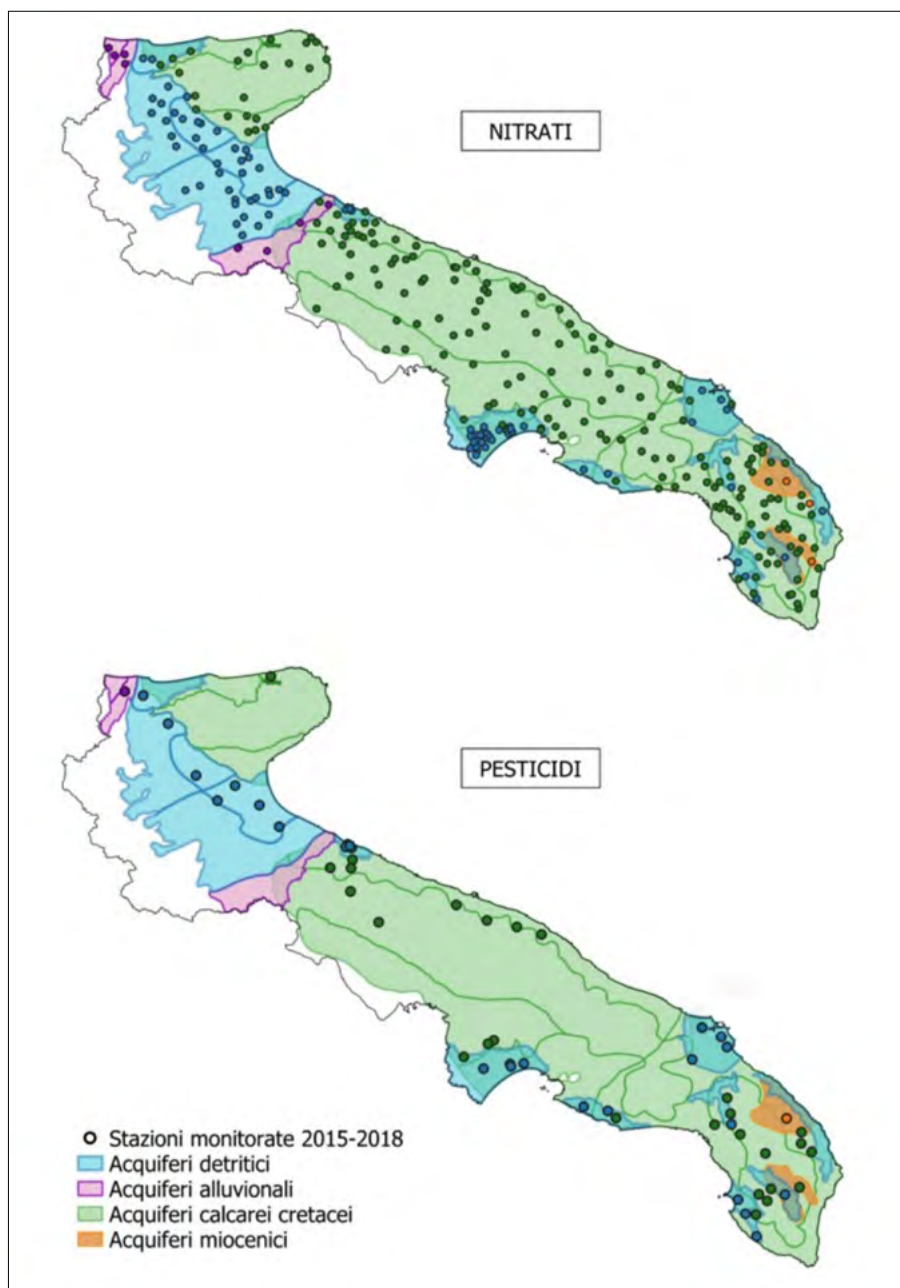 NITRATI
PESTICIDI
Stazioni monitorate 2015-2018
Acquiferi detritici
Acquiferi alluvionali
Acquiferi calcarei cretacei
Acquiferi miocenici